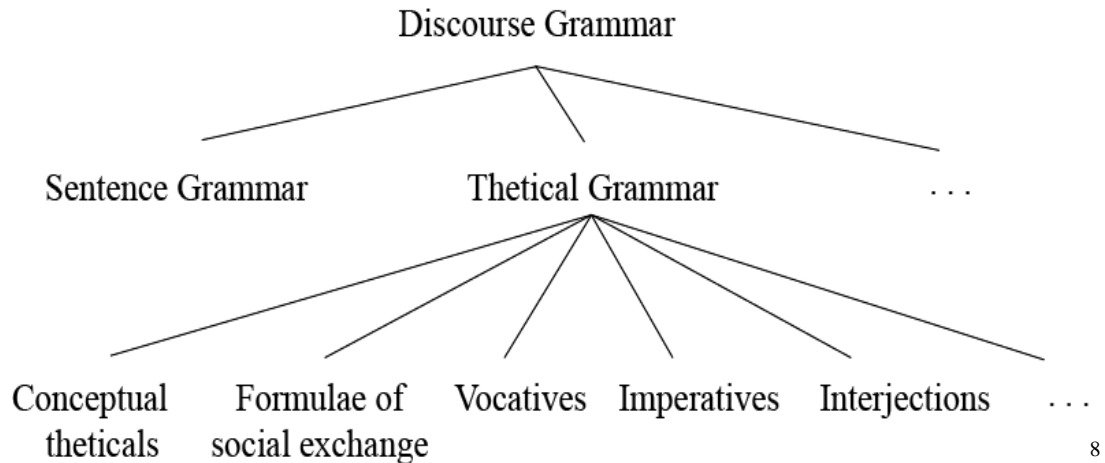 Discourse Grammar
Sentence Grammar Thetical Grammar . . .
Conceptual Formulae of Vocatives Imperatives Interjections . . .
theticals social exchange
8